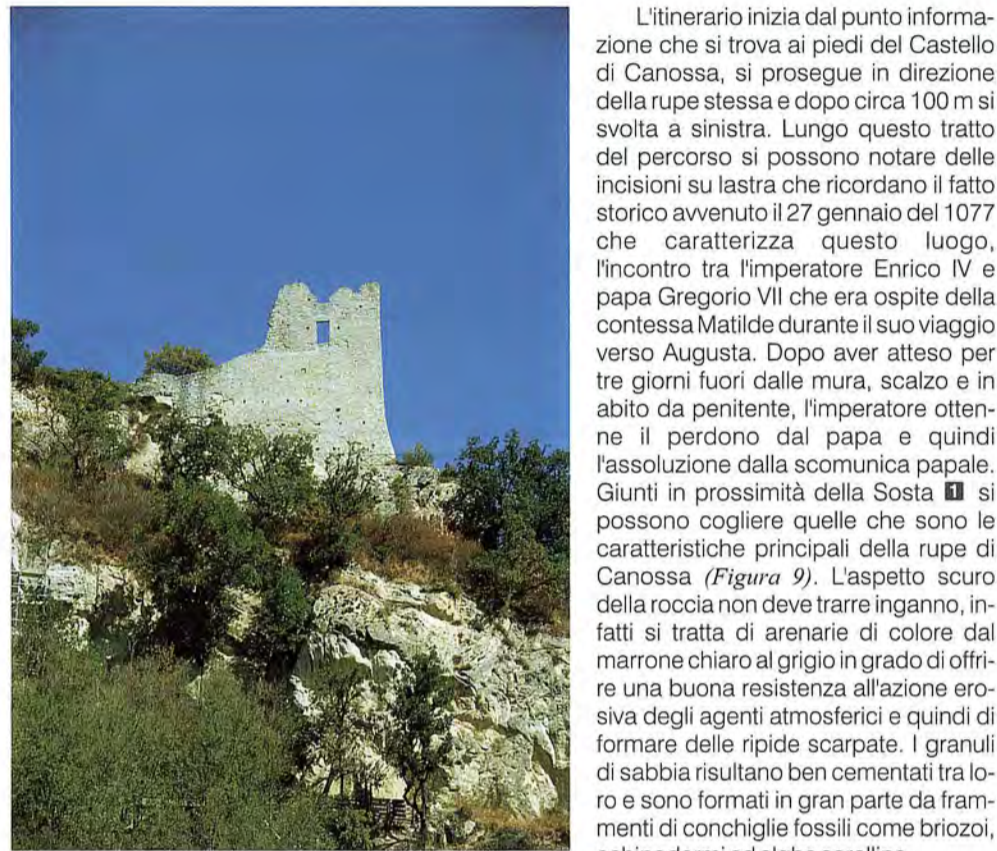 L'itinerario inizia dal punto informa-
zione che si trova ai piedi del Castello
di Canossa, si prosegue in direzione
della rupe stessa e dopo circa 100 m si
svolta a sinistra. Lungo questo tratto
del percorso si possono notare delle
incisioni su lastra che ricordano il fatto
storico avvenuto il 27 gennaio del 1077
che caratterizza questo luogo,
l'incontro tra l'imperatore Enrico IV e
papa Gregorio VII che era ospite della
contessa Matilde durante il suo viaggio
verso Augusta. Dopo aver atteso per
tre giorni fuori dalle mura, scalzo e in
abito da penitente, l'imperatore otten-
ne il perdono dal papa e quindi
l'assoluzione dalla scomunica papale.
Giunti in prossimità della Sosta 1 si
possono cogliere quelle che sono le
caratteristiche principali della rupe di
Canossa (Figura 9). L'aspetto scuro
della roccia non deve trarre inganno, in-
fatti si tratta di arenarie di colore dal
marrone chiaro al grigio in grado di offri-
re una buona resistenza all'azione ero-
siva degli agenti atmosferici e quindi di
formare delle ripide scarpate. I granuli
di sabbia risultano ben cementati tra lo-
ro e sono formati in gran parte da fram-
menti di conchiglie fossili come briozoi,